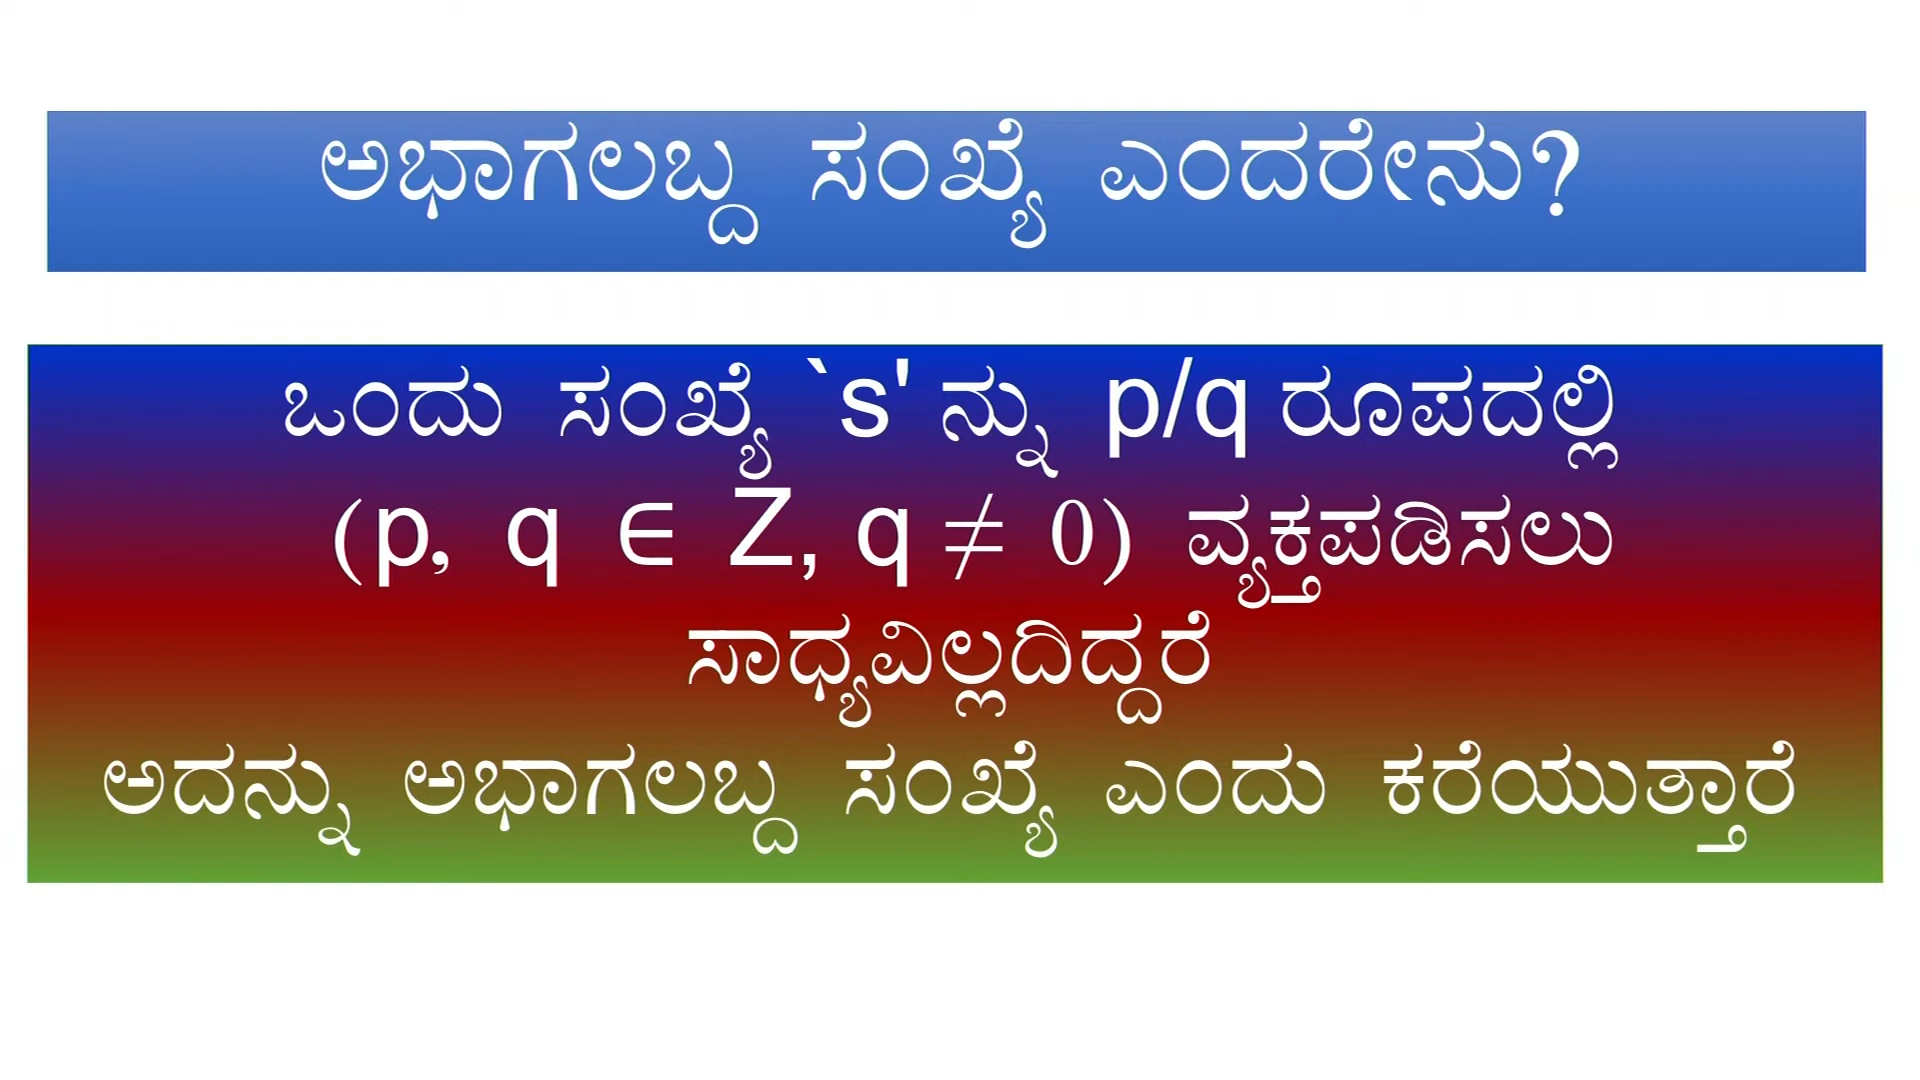 ಅಭಾಗಲಬ್ದ ಸಂಖ್ಯೆ ಎಂದರೇನು?
ಒಂದು ಸಂಖ್ಯೆ `s' ನ್ನು p/q ರೂಪದಲ್ಲಿ
(p, q ∈ Z, q ≠ 0) ವ್ಯಕ್ತಪಡಿಸಲು
ಸಾಧ್ಯವಿಲ್ಲದಿದ್ದರೆ
ಅದನ್ನು ಅಭಾಗಲಬ್ದ ಸಂಖ್ಯೆ ಎಂದು ಕರೆಯುತ್ತಾರೆ